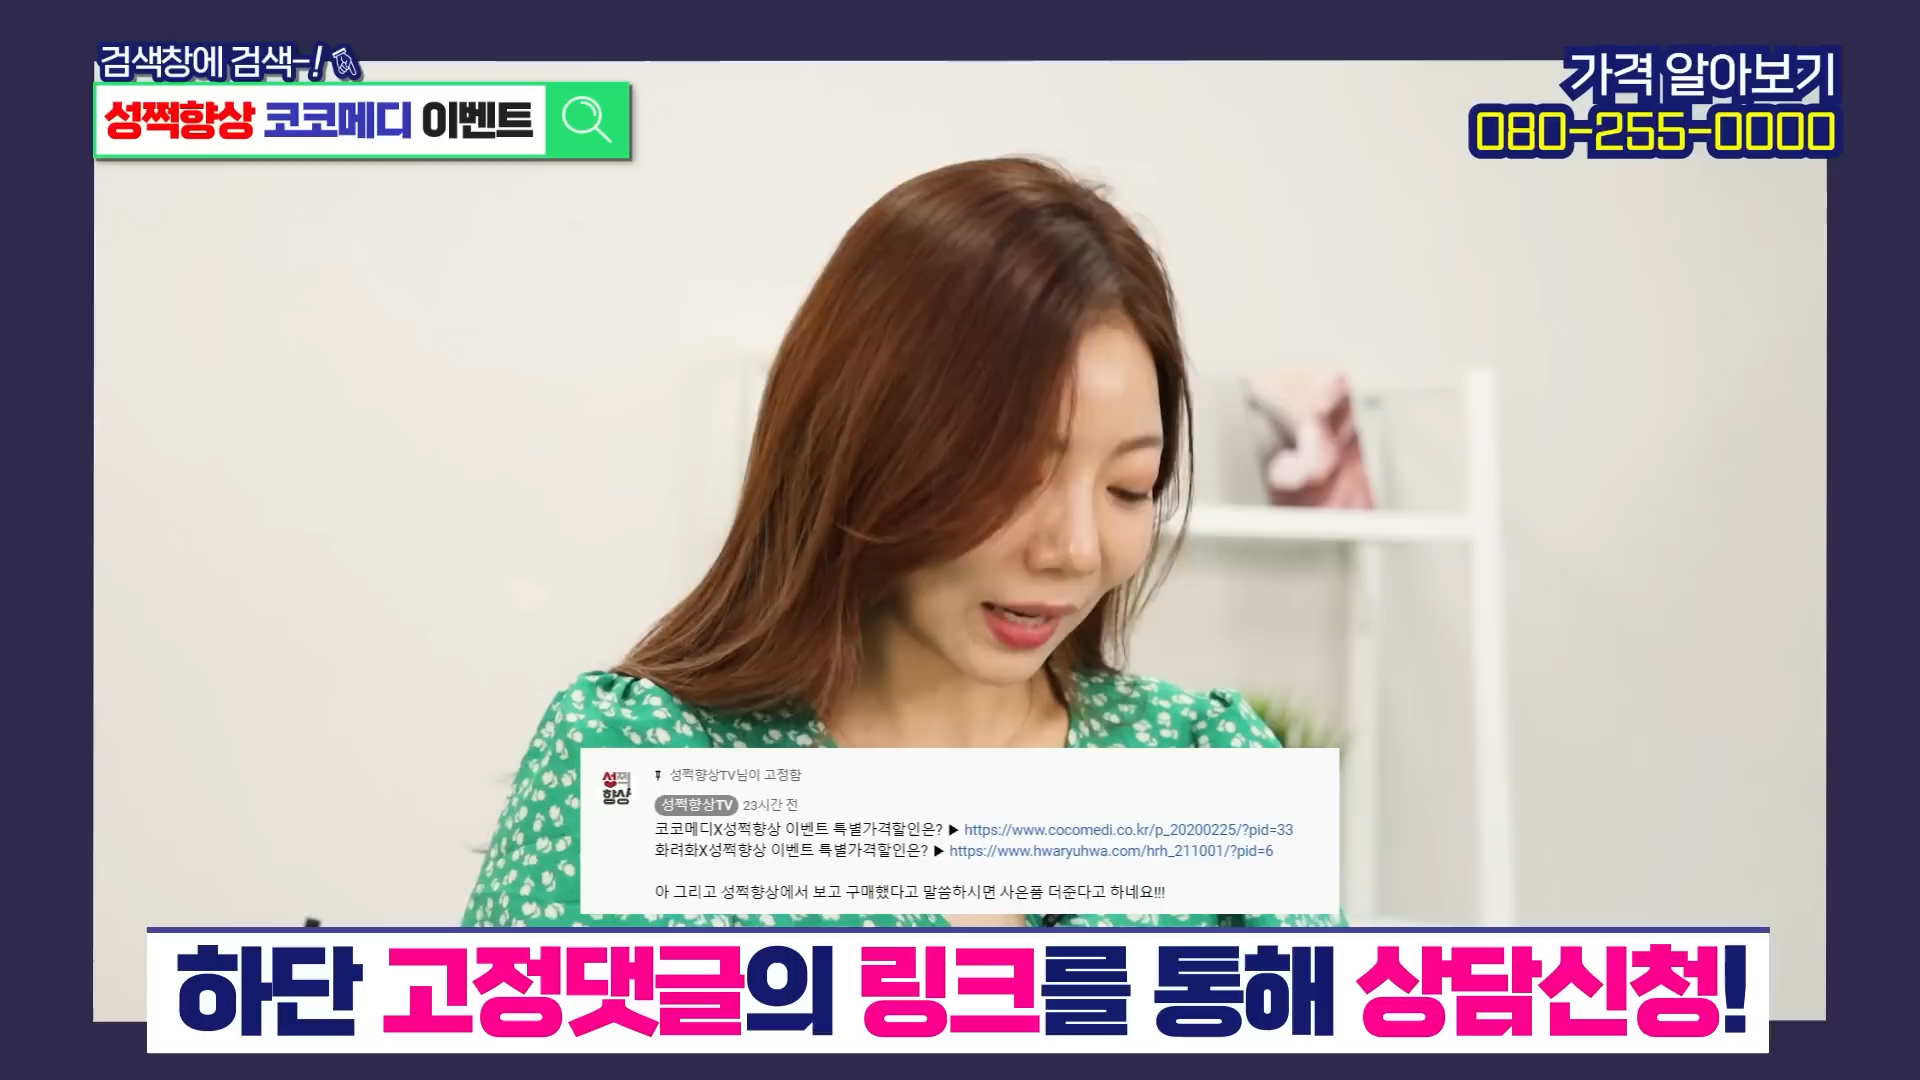 검색창에 검색-!
성쩍향상 코코메디 이벤트
가격 알아보기
080-255-0000
성쩍향상
성쩍향상TV님이 고정함
성쩍향상TV 23시간 전
코코메디X성쩍향상 이벤트 특별가격할인은? ▶ https://www.cocomedi.co.kr/p_20200225/?pid=33
화려화X성쩍향상 이벤트 특별가격할인은? ▶ https://www.hwaryuhwa.com/hrh_211001/?pid=6
아 그리고 성쩍향상에서 보고 구매했다고 말씀하시면 사은품 더준다고 하네요!!!
하단 고정댓글의 링크를 통해 상담신청!